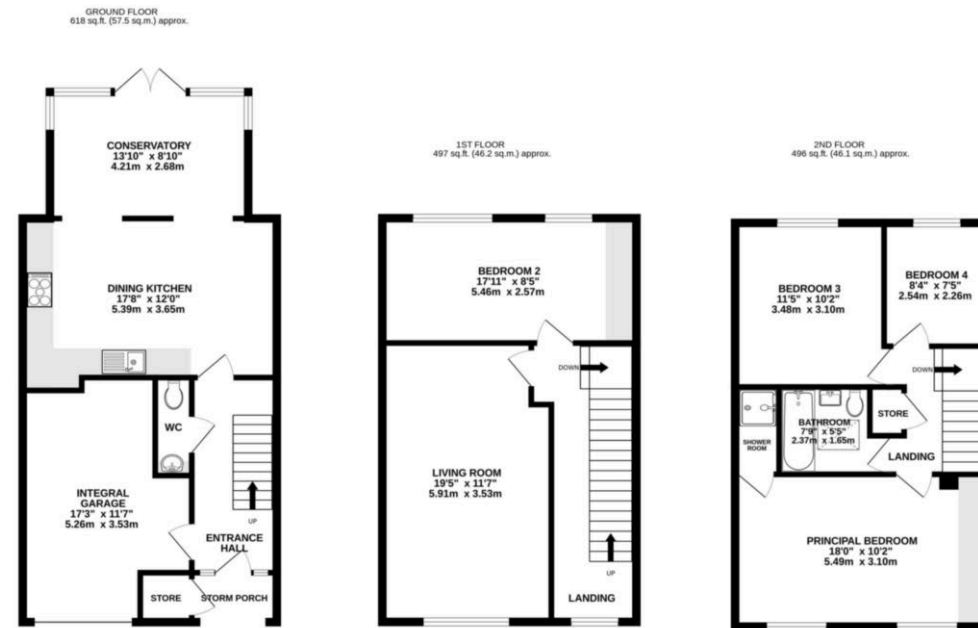 GROUND FLOOR
618 sq.ft. (57.5 sq.m.) approx.
CONSERVATORY
13'10" x 8'10"
4.21m x 2.68m
DINING KITCHEN
17'8" x 12'0"
5.39m x 3.65m
WC
INTEGRAL
GARAGE
17'3" x 11'7"
5.26m x 3.53m
UP
ENTRANCE
HALL
STORE
STORM PORCH
1ST FLOOR
497 sq.ft. (46.2 sq.m.) approx.
BEDROOM 2
17'11" x 8'5"
5.46m x 2.57m
DOWN
LIVING ROOM
19'5" x 11'7"
5.91m x 3.53m
UP
LANDING
2ND FLOOR
496 sq.ft. (46.1 sq.m.) approx.
BEDROOM 3
11'5" x 10'2"
3.48m x 3.10m
BEDROOM 4
8'4" x 7'5"
2.54m x 2.26m
DOWN
STORE
BATHROOM
7'9" x 5'5"
2.37m x 1.65m
SHOWER
ROOM
LANDING
PRINCIPAL BEDROOM
18'0" x 10'2"
5.49m x 3.10m